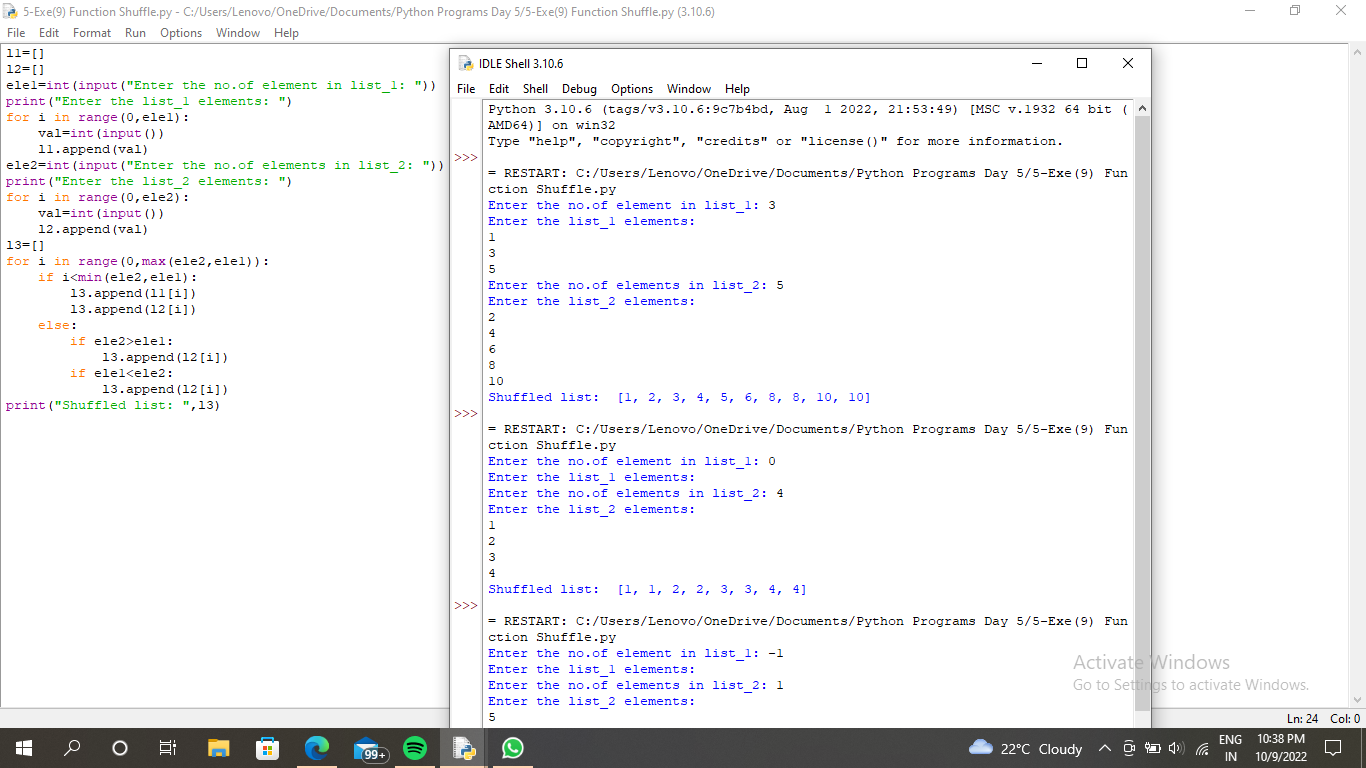 5-Exe(9) Function Shuffle.py - C:/Users/Lenovo/OneDrive/Documents/Python Programs Day 5/5-Exe(9) Function Shuffle.py (3.10.6)
File Edit Format Run Options Window Help
l1=[]
l2=[]
ele1=int(input("Enter the no.of element in list_1: "))
print("Enter the list_1 elements: ")
for i in range(0,ele1):
    val=int(input())
    l1.append(val)
ele2=int(input("Enter the no.of elements in list_2: "))
print("Enter the list_2 elements: ")
for i in range(0,ele2):
    val=int(input())
    l2.append(val)
l3=[]
for i in range(0,max(ele2,ele1)):
    if i<min(ele2,ele1):
        l3.append(l1[i])
        l3.append(l2[i])
    else:
        if ele2>ele1:
            l3.append(l2[i])
        if ele1<ele2:
            l3.append(l2[i])
print("Shuffled list: ",l3)
IDLE Shell 3.10.6
File Edit Shell Debug Options Window Help
Python 3.10.6 (tags/v3.10.6:9c7b4bd, Aug  1 2022, 21:53:49) [MSC v.1932 64 bit (
AMD64)] on win32
Type "help", "copyright", "credits" or "license()" for more information.
>>>
= RESTART: C:/Users/Lenovo/OneDrive/Documents/Python Programs Day 5/5-Exe(9) Fun
ction Shuffle.py
Enter the no.of element in list_1: 3
Enter the list_1 elements:
1
3
5
Enter the no.of elements in list_2: 5
Enter the list_2 elements:
2
4
6
8
10
Shuffled list:  [1, 2, 3, 4, 5, 6, 8, 8, 10, 10]
>>>
= RESTART: C:/Users/Lenovo/OneDrive/Documents/Python Programs Day 5/5-Exe(9) Fun
ction Shuffle.py
Enter the no.of element in list_1: 0
Enter the list_1 elements:
Enter the no.of elements in list_2: 4
Enter the list_2 elements:
1
2
3
4
Shuffled list:  [1, 1, 2, 2, 3, 3, 4, 4]
>>>
= RESTART: C:/Users/Lenovo/OneDrive/Documents/Python Programs Day 5/5-Exe(9) Fun
ction Shuffle.py
Enter the no.of element in list_1: -1
Enter the list_1 elements:
Enter the no.of elements in list_2: 1
Enter the list_2 elements:
5
Activate Windows
Go to Settings to activate Windows.
Ln: 24 Col: 0
99+
22°C Cloudy
ENG
IN
10:38 PM
10/9/2022